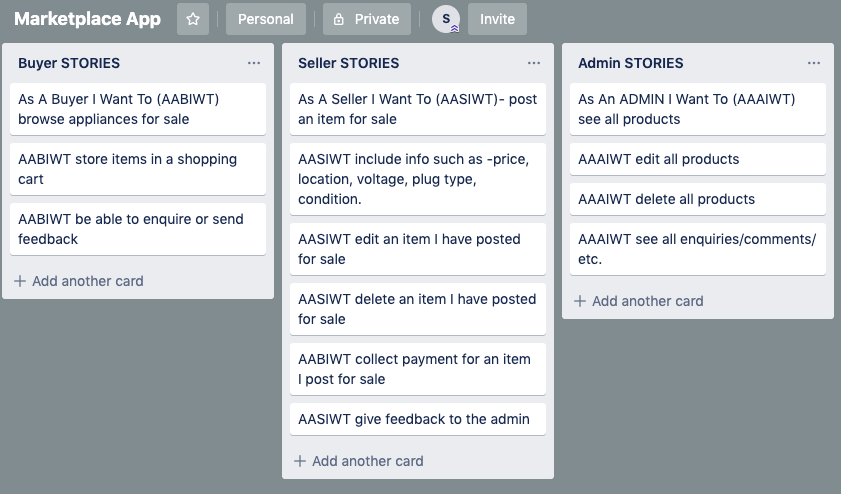 Marketplace App
Personal
Private
S
Invite
Buyer STORIES
As A Buyer I Want To (AABIWT)
browse appliances for sale
AABIWT store items in a shopping
cart
AABIWT be able to enquire or send
feedback
Add another card
Seller STORIES
As A Seller I Want To (AASIWT)- post
an item for sale
AASIWT include info such as -price,
location, voltage, plug type,
condition.
AASIWT edit an item I have posted
for sale
AASIWT delete an item I have posted
for sale
AABIWT collect payment for an item
I post for sale
AASIWT give feedback to the admin
Add another card
Admin STORIES
As An ADMIN I Want To (AAAIWT)
see all products
AAAIWT edit all products
AAAIWT delete all products
AAAIWT see all enquiries/comments/
etc.
Add another card